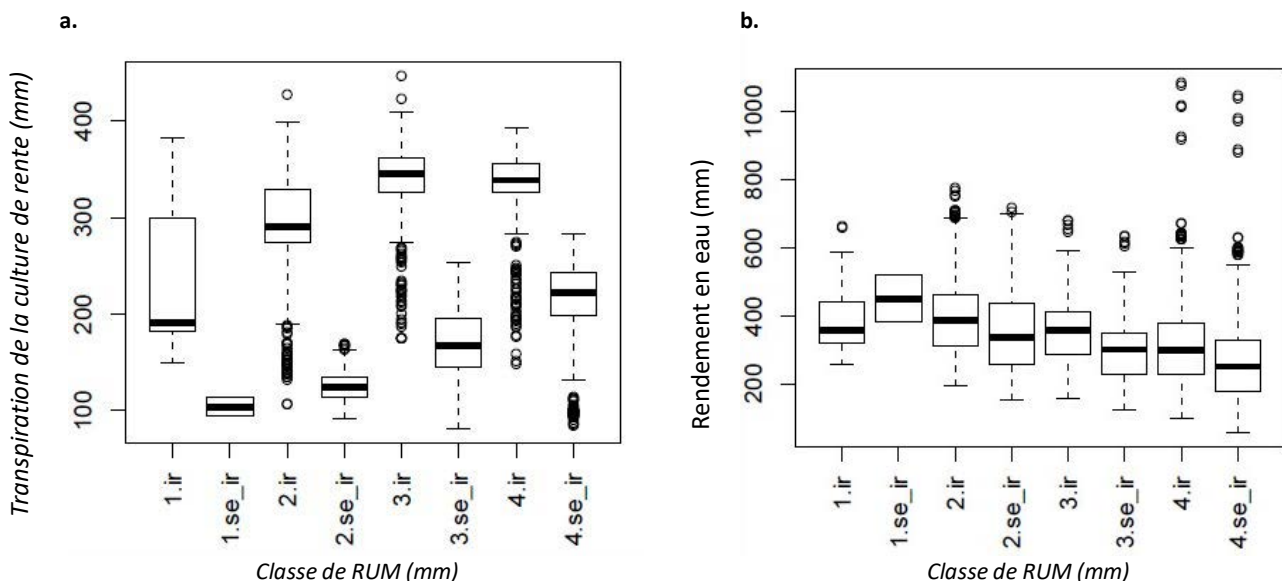 a.
Transpiration de la culture de rente (mm)
400
300
200
100
1.ir
1.se_ir
2.ir
2.se_ir
3.ir
3.se_ir
4.ir
4.se_ir
Classe de RUM (mm)
b.
Rendement en eau (mm)
1000
800
600
400
200
1.ir
1.se_ir
2.ir
2.se_ir
3.ir
3.se_ir
4.ir
4.se_ir
Classe de RUM (mm)